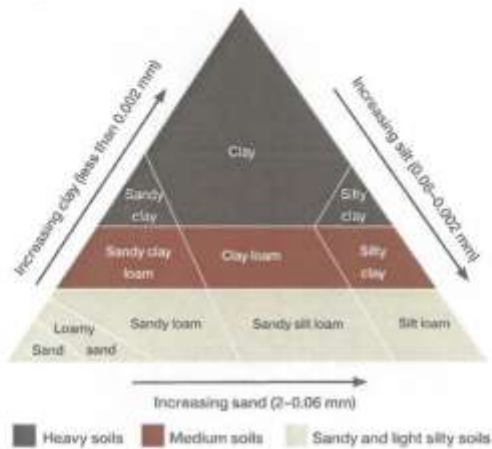 Increasing clay (less than 0.002 mm)
Increasing silt (0.06–0.002 mm)
Clay
Sandy
clay
Silty
clay
Sandy clay
loam
Clay loam
Silty
clay
Loamy
Sand sand
Sandy loam
Sandy silt loam
Silt loam
Increasing sand (2–0.06 mm)
Heavy soils
Medium soils
Sandy and light silty soils